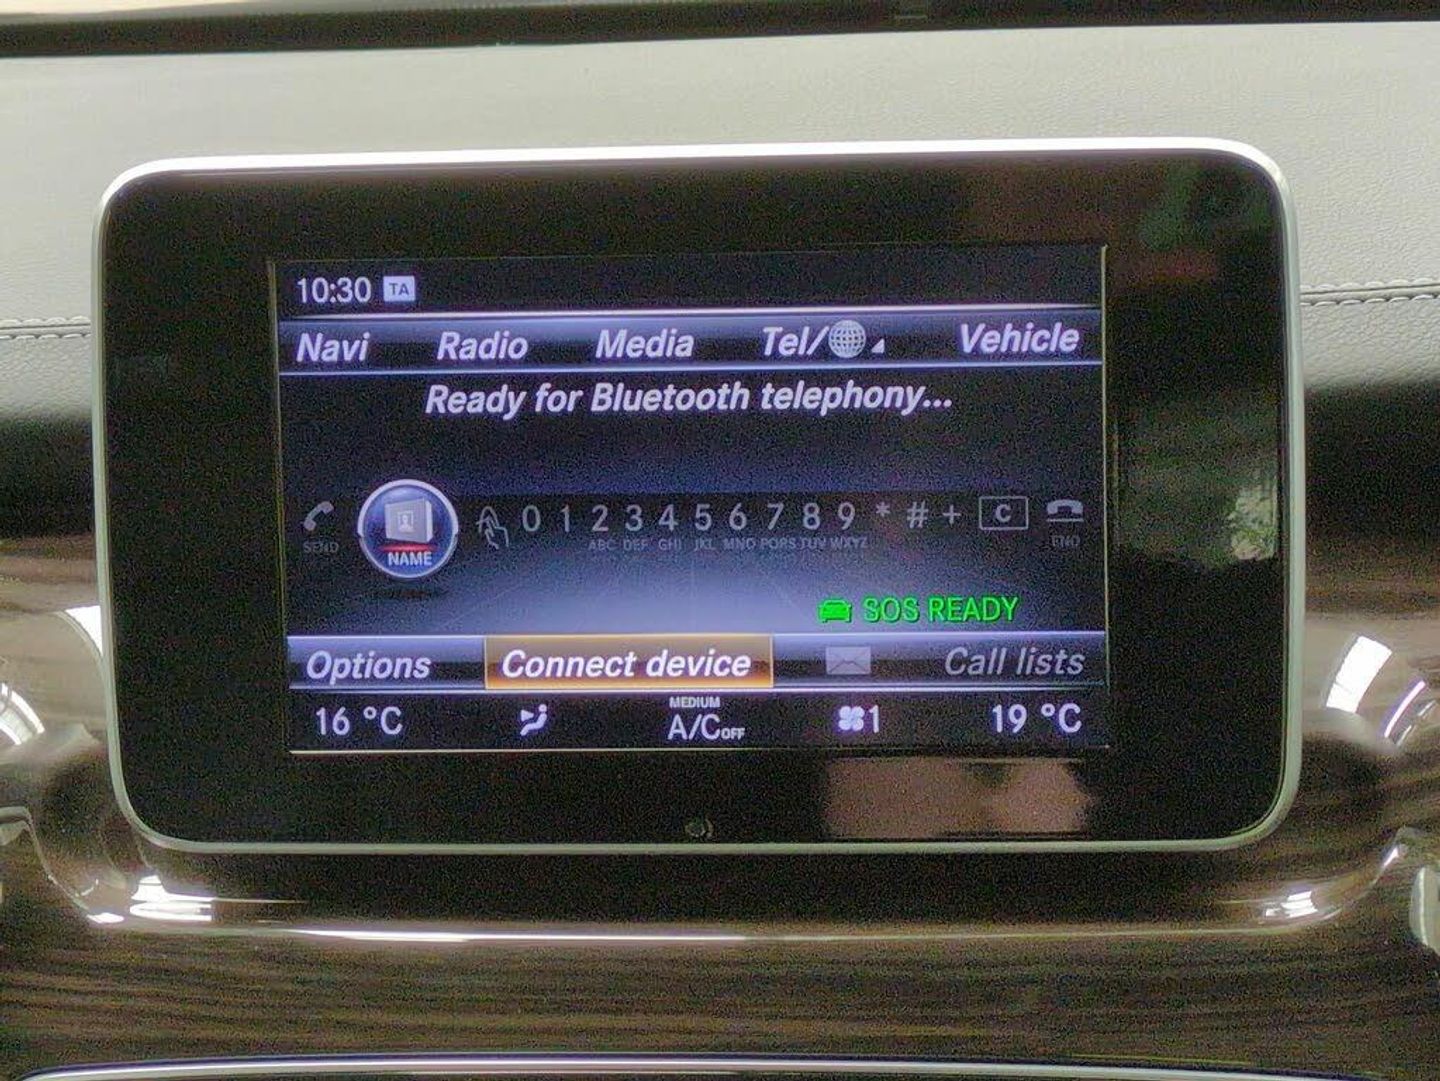 10:30 TA
Navi Radio Media Tel/ Vehicle
Ready for Bluetooth telephony...
SEND NAME 0 1 2 3 4 5 6 7 8 9 * # + C END
ABC DEF GHI JKL MNO PQRS TUV WXYZ
SOS READY
Options Connect device Call lists
16 °C MEDIUM A/C OFF 1 19 °C